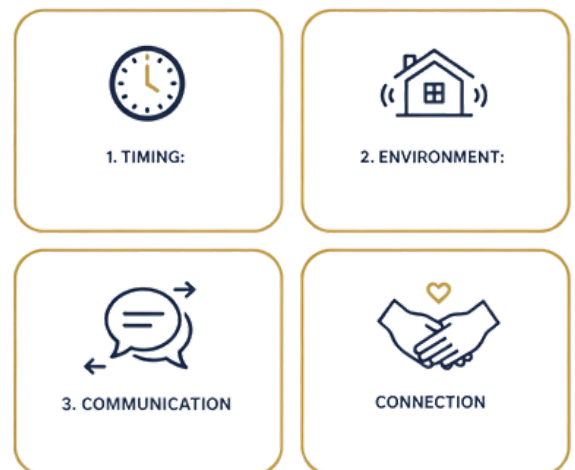 1. TIMING:
2. ENVIRONMENT:
3. COMMUNICATION
CONNECTION